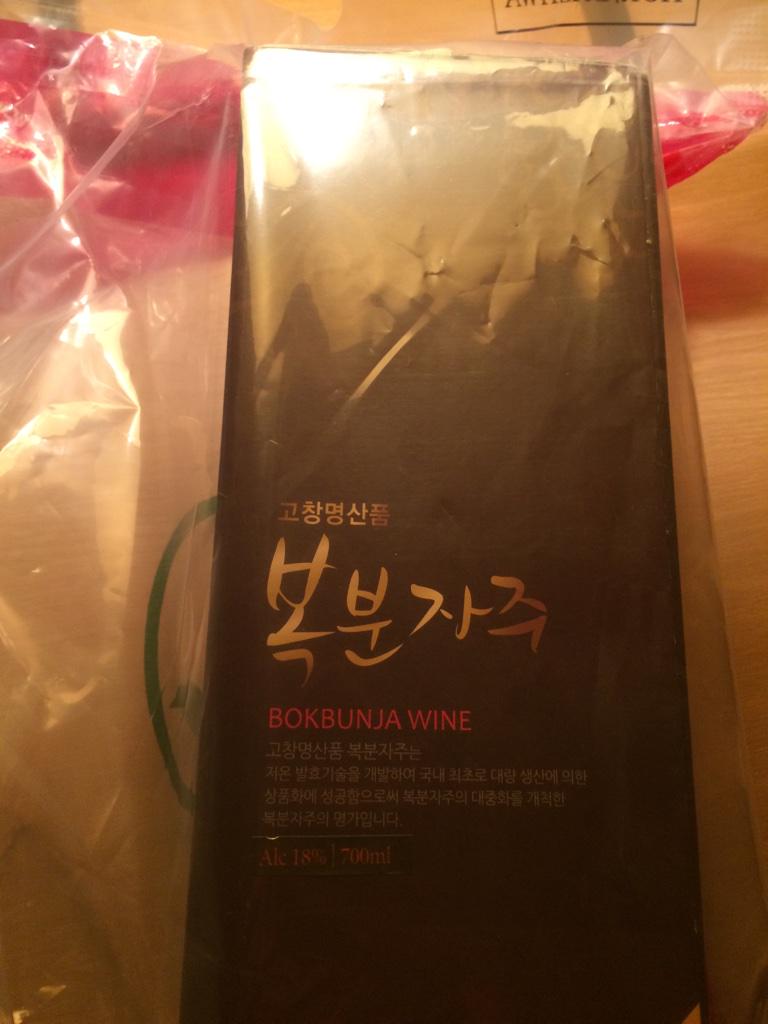 고창명산품
복분자주
BOKBUNJA WINE
고창명산품 복분자주는
저온 발효기술을 개발하여 국내 최초로 대량 생산에 의한
상품화에 성공함으로써 복분자주의 대중화를 개척한
복분자주의 명가입니다.
Alc 18% | 700ml